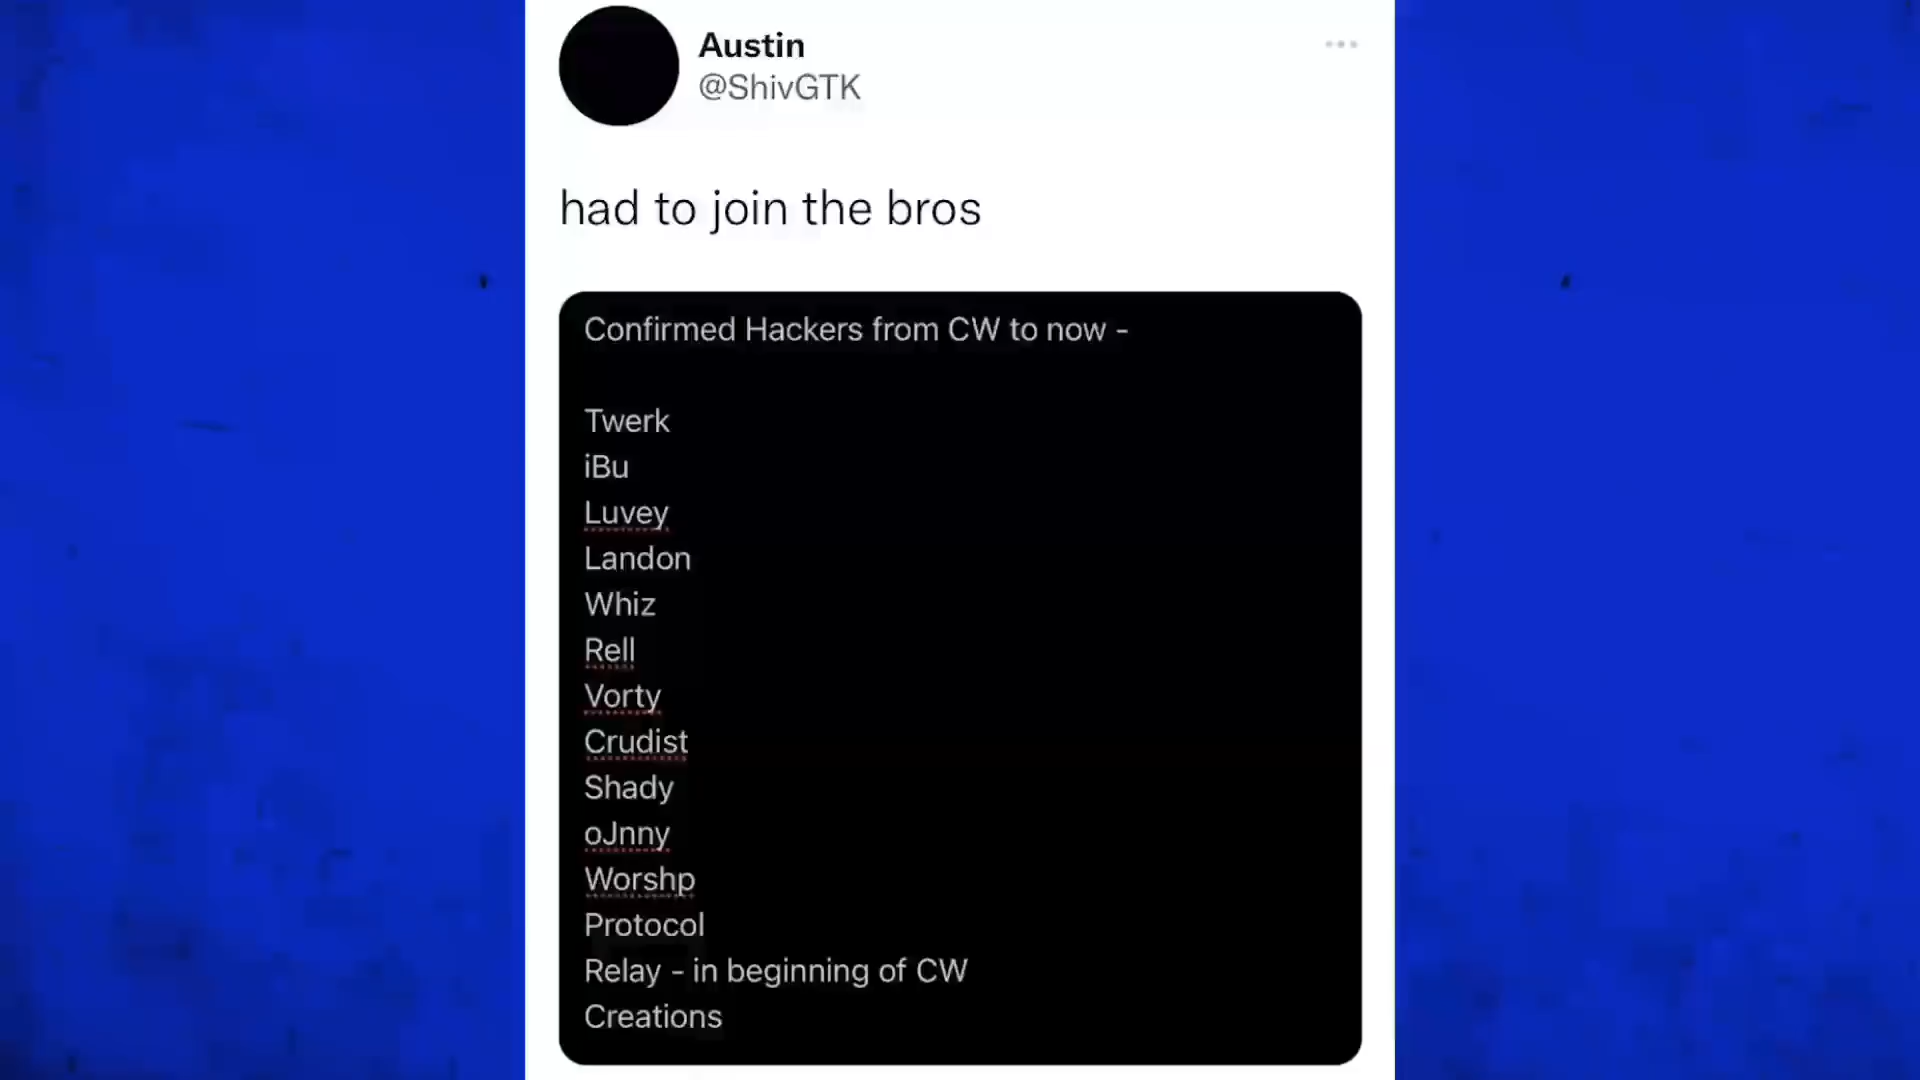 Austin
@ShivGTK
had to join the bros
Confirmed Hackers from CW to now -
Twerk
iBu
Luvey
Landon
Whiz
Rell
Vorty
Crudist
Shady
oJnny
Worshp
Protocol
Relay - in beginning of CW
Creations